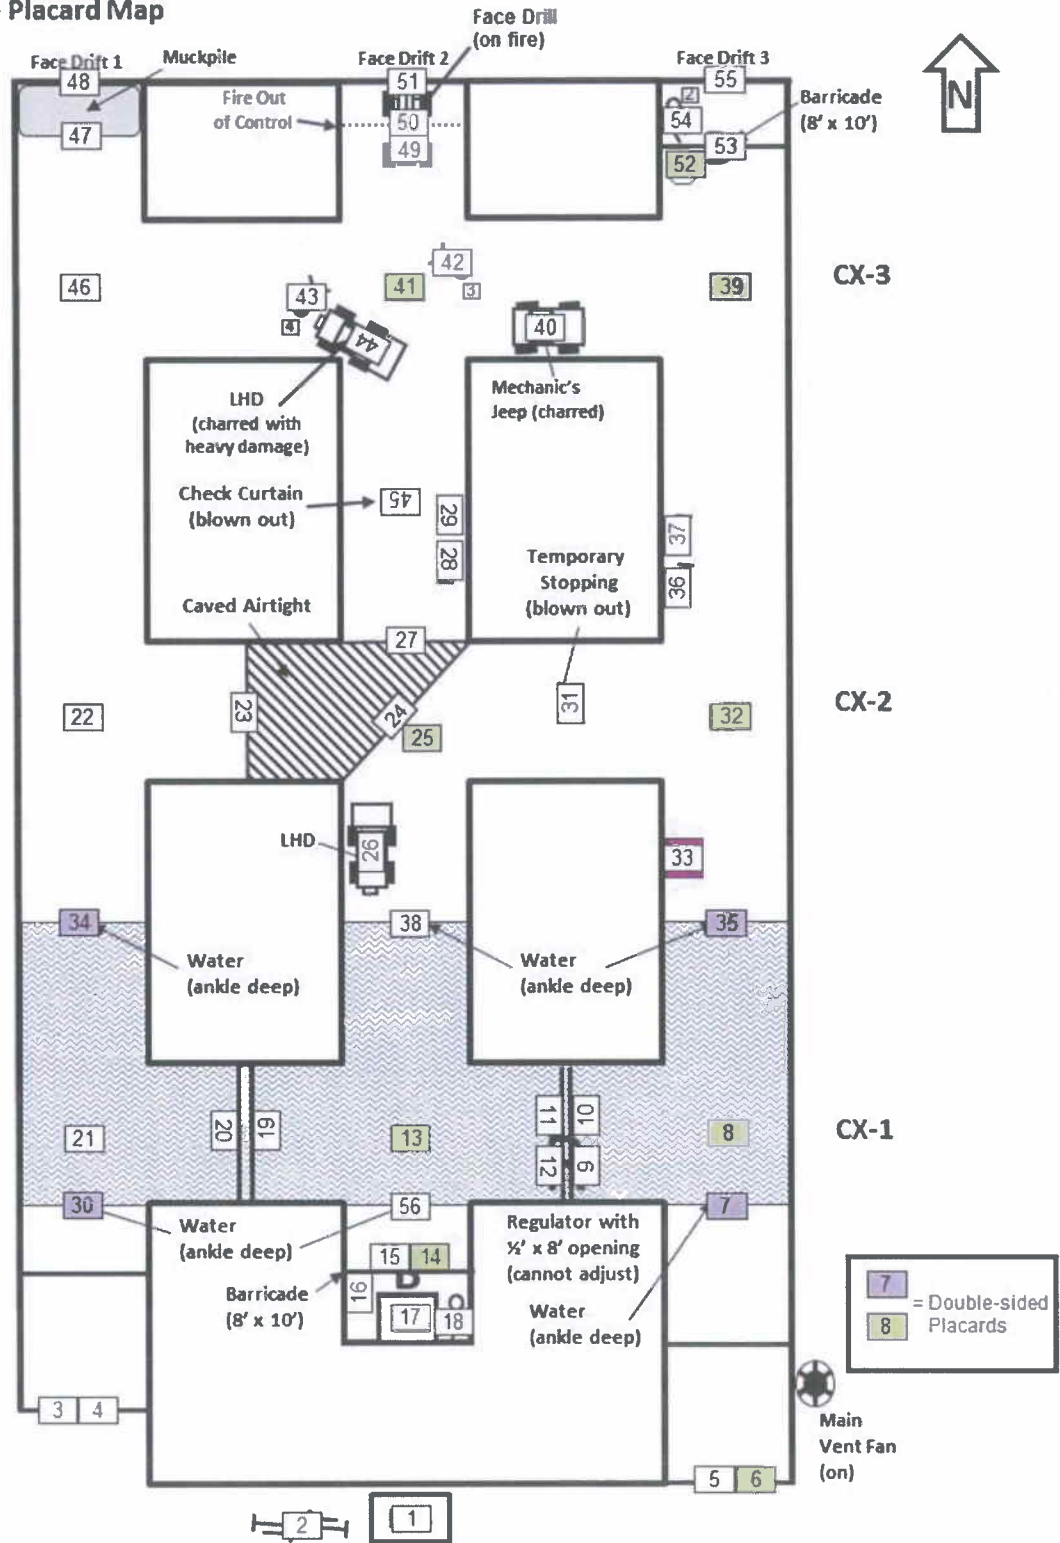 Placard Map
Face Drill
(on fire)
Face Drift 1
Muckpile
Face Drift 2
Face Drift 3
48
51
55
Fire Out
of Control
50
2
54
Barricade
(8' x 10')
N
47
49
53
52
46
43
4
41
42
3
39
CX-3
44
40
LHD
(charred with
heavy damage)
Mechanic's
Jeep (charred)
Check Curtain
(blown out)
45
29
28
Temporary
Stopping
(blown out)
37
36
Caved Airtight
27
22
23
24
25
31
32
CX-2
LHD
26
33
34
38
35
Water
(ankle deep)
Water
(ankle deep)
21
20
19
13
11
10
12
9
8
CX-1
30
56
7
Water
(ankle deep)
Regulator with
½' x 8' opening
(cannot adjust)
15
14
Barricade
(8' x 10')
16
17
18
Water
(ankle deep)
7
8
= Double-sided
Placards
3
4
Main
Vent Fan
(on)
5
6
2
1